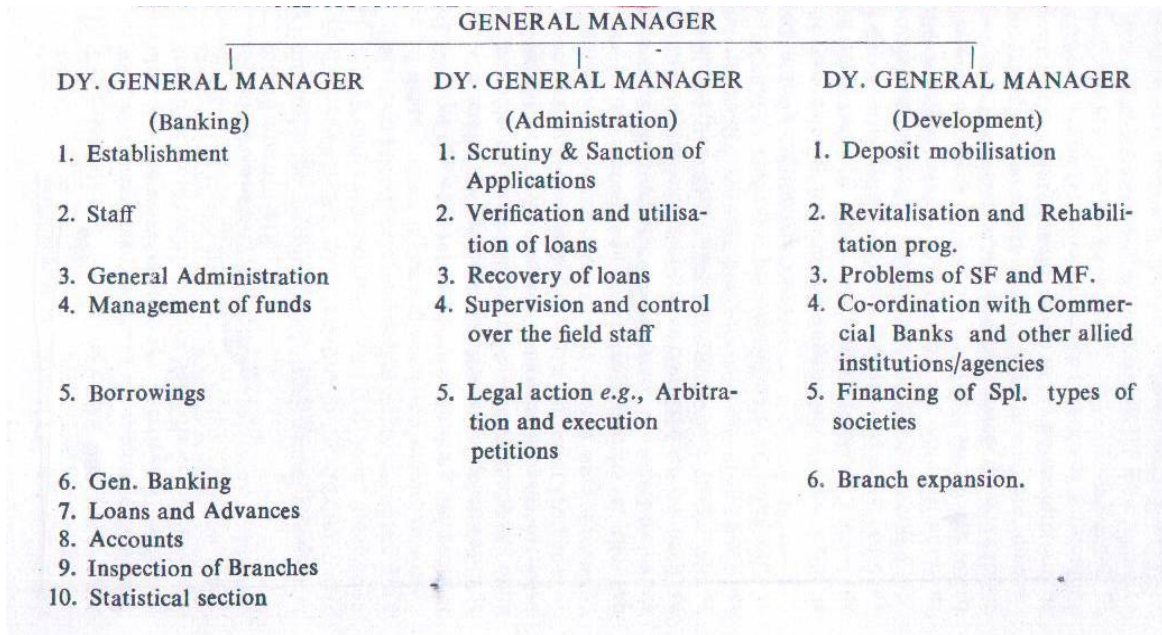 GENERAL MANAGER
DY. GENERAL MANAGER
(Banking)
1. Establishment
2. Staff
3. General Administration
4. Management of funds
5. Borrowings
6. Gen. Banking
7. Loans and Advances
8. Accounts
9. Inspection of Branches
10. Statistical section
DY. GENERAL MANAGER
(Administration)
1. Scrutiny & Sanction of
Applications
2. Verification and utilisa-
tion of loans
3. Recovery of loans
4. Supervision and control
over the field staff
5. Legal action e.g., Arbitra-
tion and execution
petitions
DY. GENERAL MANAGER
(Development)
1. Deposit mobilisation
2. Revitalisation and Rehabili-
tation prog.
3. Problems of SF and MF.
4. Co-ordination with Commer-
cial Banks and other allied
institutions/agencies
5. Financing of Spl. types of
societies
6. Branch expansion.